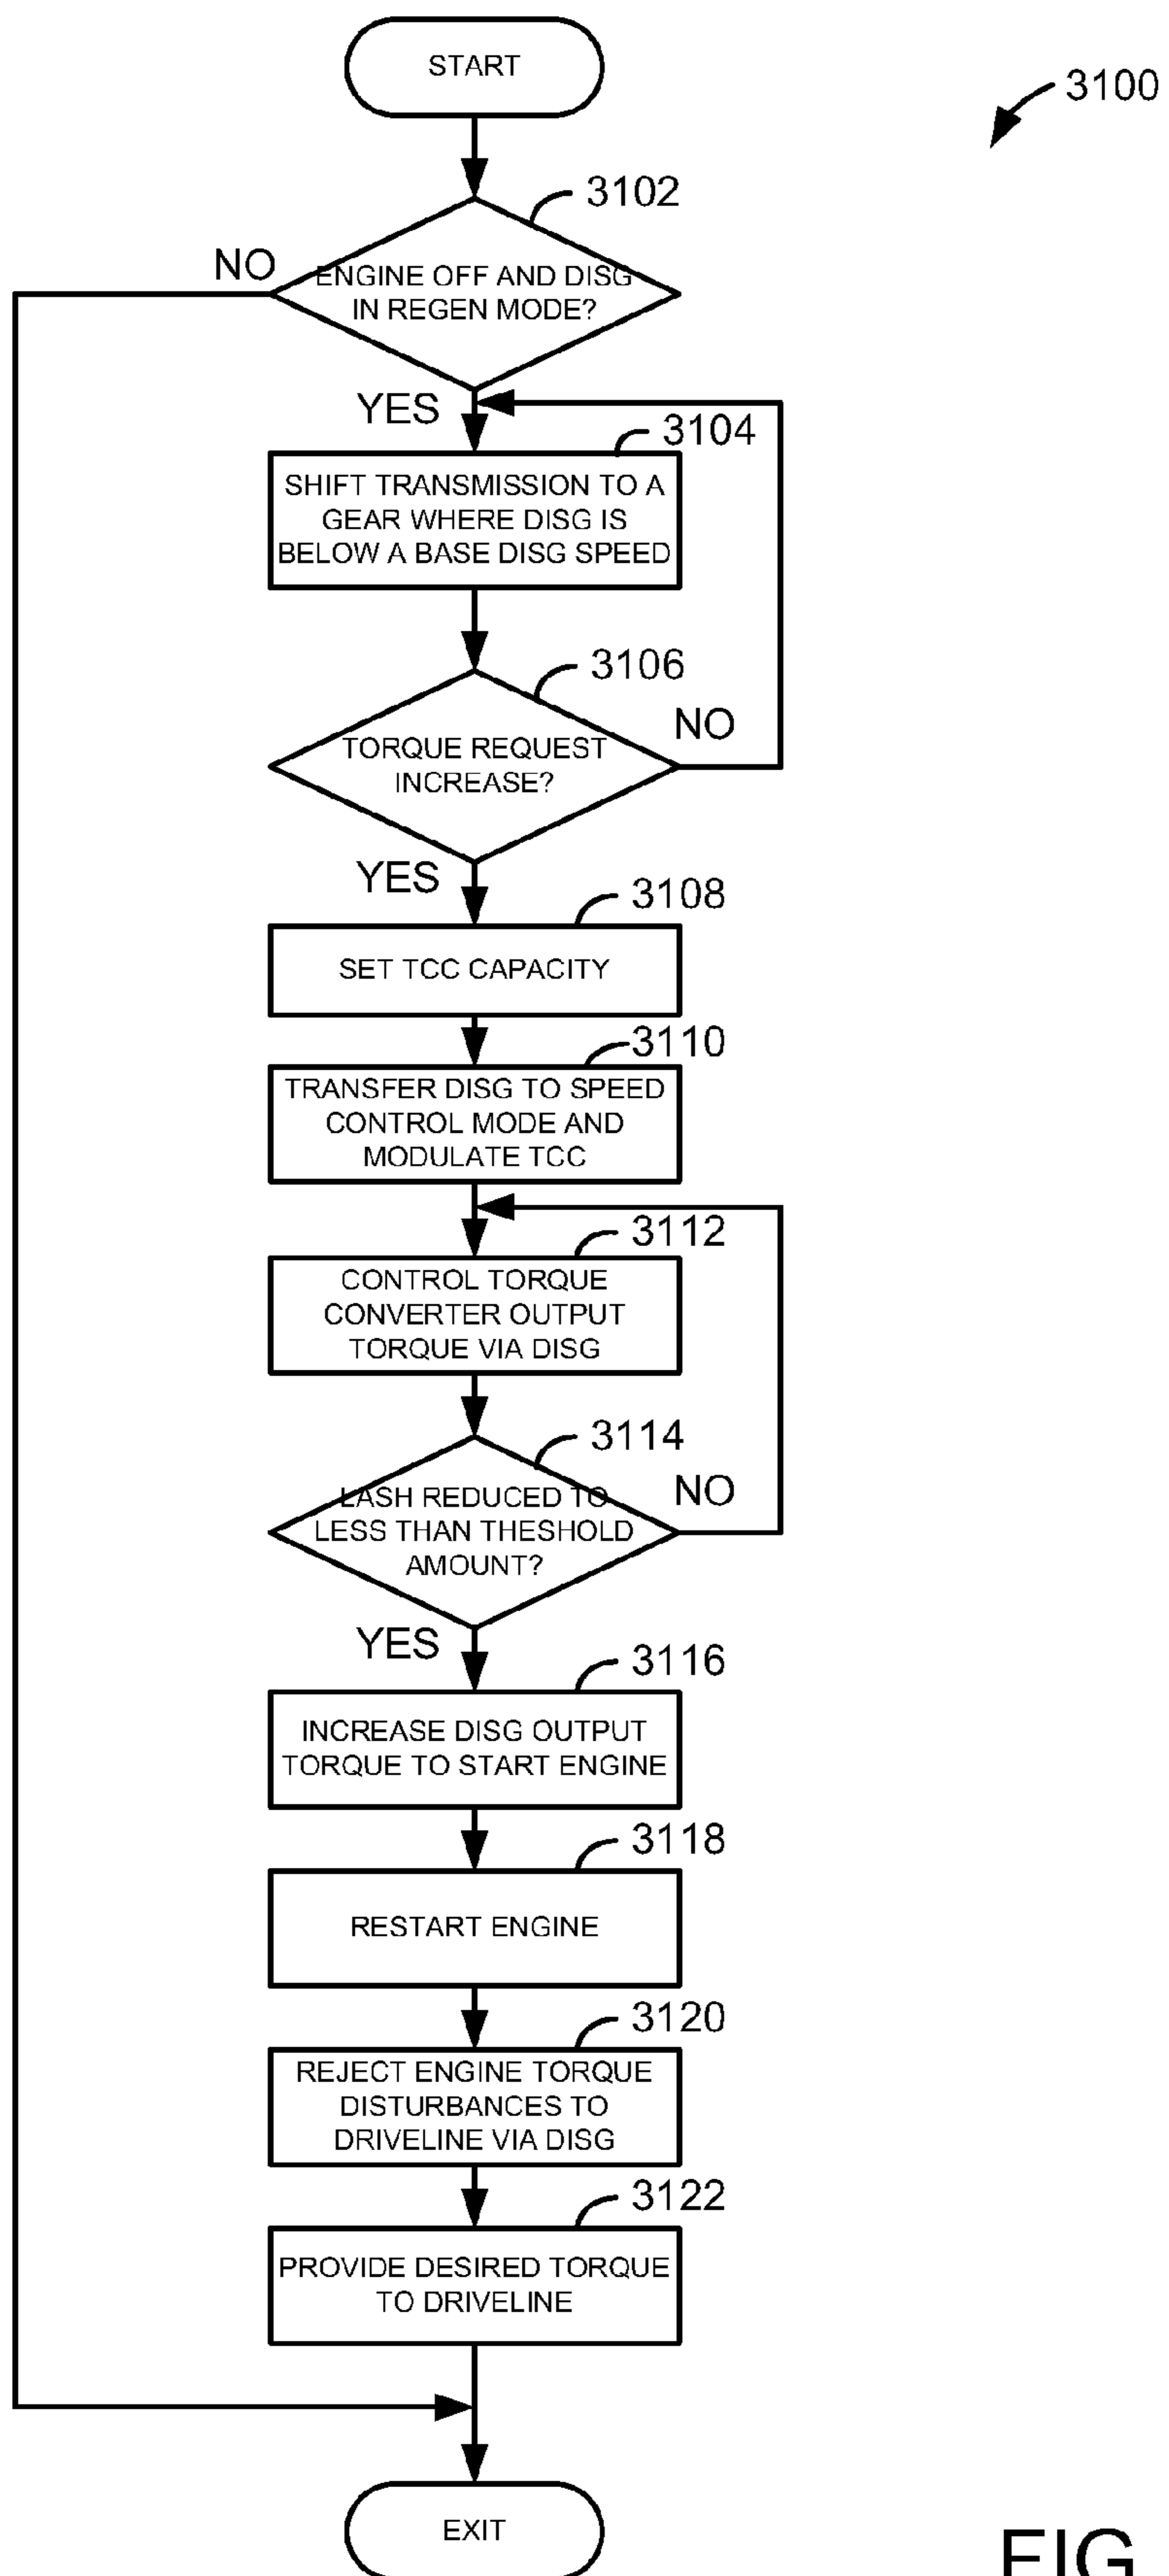 START
3100
3102
NO
ENGINE OFF AND DISG
IN REGEN MODE?
YES
3104
SHIFT TRANSMISSION TO A
GEAR WHERE DISG IS
BELOW A BASE DISG SPEED
3106
TORQUE REQUEST
INCREASE?
NO
YES
3108
SET TCC CAPACITY
3110
TRANSFER DISG TO SPEED
CONTROL MODE AND
MODULATE TCC
3112
CONTROL TORQUE
CONVERTER OUTPUT
TORQUE VIA DISG
3114
LASH REDUCED TO
LESS THAN THESHOLD
AMOUNT?
NO
YES
3116
INCREASE DISG OUTPUT
TORQUE TO START ENGINE
3118
RESTART ENGINE
3120
REJECT ENGINE TORQUE
DISTURBANCES TO
DRIVELINE VIA DISG
3122
PROVIDE DESIRED TORQUE
TO DRIVELINE
EXIT
FIG